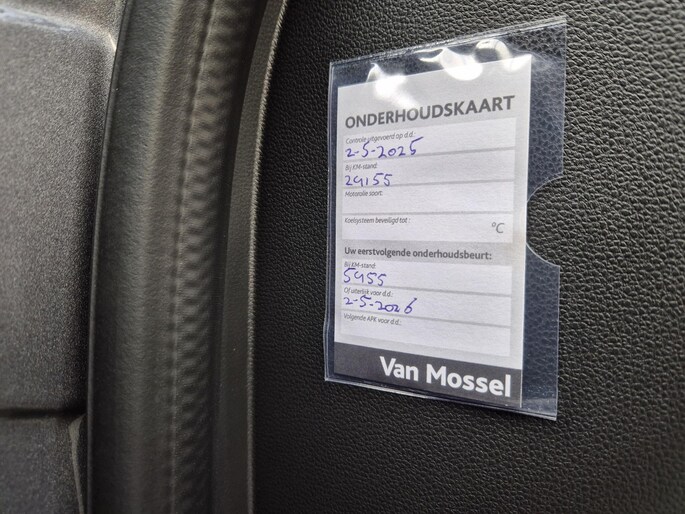 ONDERHOUDSKAART
Controle uitgevoerd op d.d.:
2-5-2025
Bij KM-stand:
29155
Motorolie soort:
Koelsysteem beveiligd tot :
°C
Uw eerstvolgende onderhoudsbeurt:
Bij KM-stand:
5955
Of uiterlijk voor d.d.:
2-5-2026
Volgende APK voor d.d.:
Van Mossel